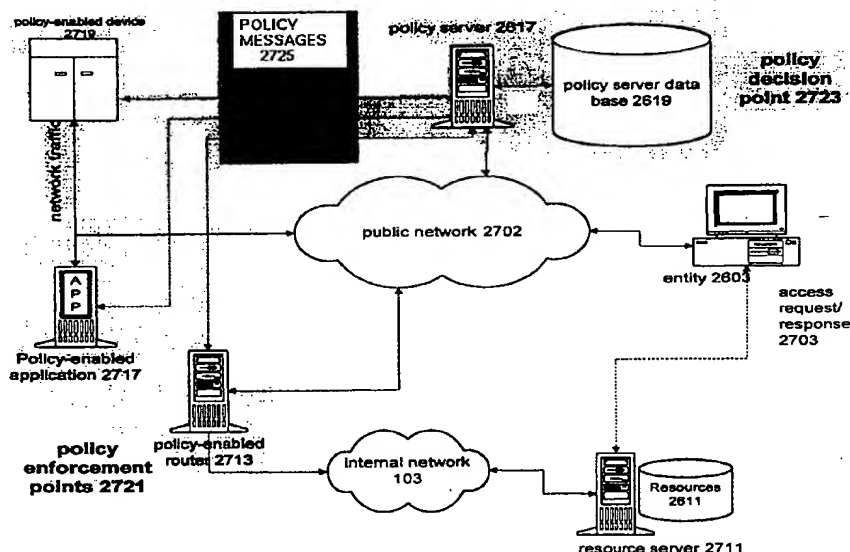 policy-enabled device
2719
POLICY
MESSAGES
2725
policy server 2617
policy server data
base 2619
policy
decision
point 2723
network traffic
public network 2702
entity 2603
access
request/
response
2703
A
P
P
Policy-enabled
application 2717
policy-enabled
router 2713
policy
enforcement
points 2721
Internal network
103
Resources
2611
resource server 2711